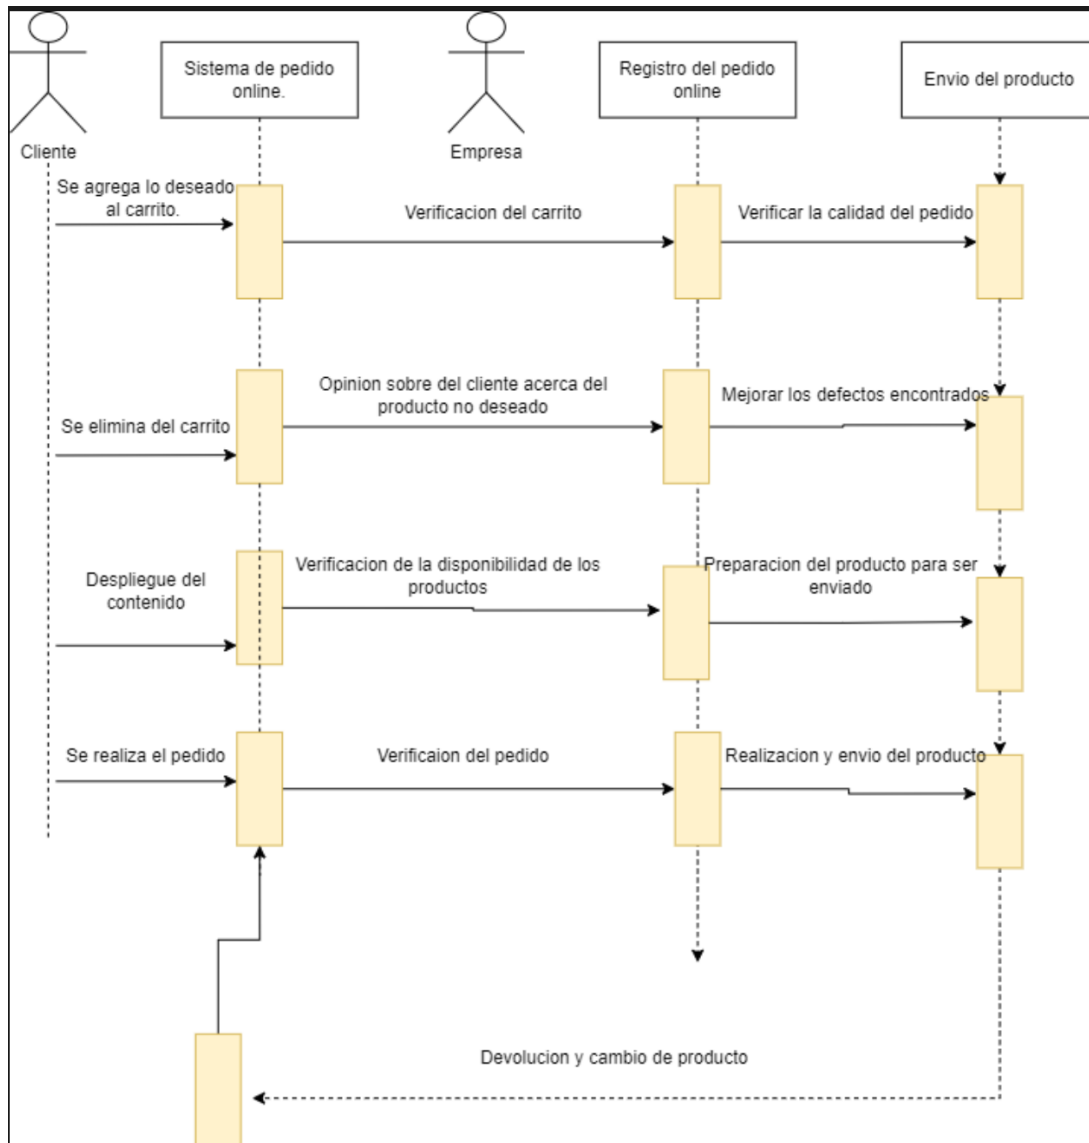 Sistema de pedido
online.
Registro del pedido
online
Envio del producto
Cliente
Empresa
Se agrega lo deseado
al carrito.
Verificacion del carrito
Verificar la calidad del pedido
Se elimina del carrito
Opinion sobre del cliente acerca del
producto no deseado
Mejorar los defectos encontrados
Despliegue del
contenido
Verificacion de la disponibilidad de los
productos
Preparacion del producto para ser
enviado
Se realiza el pedido
Verificaion del pedido
Realizacion y envio del producto
Devolucion y cambio de producto